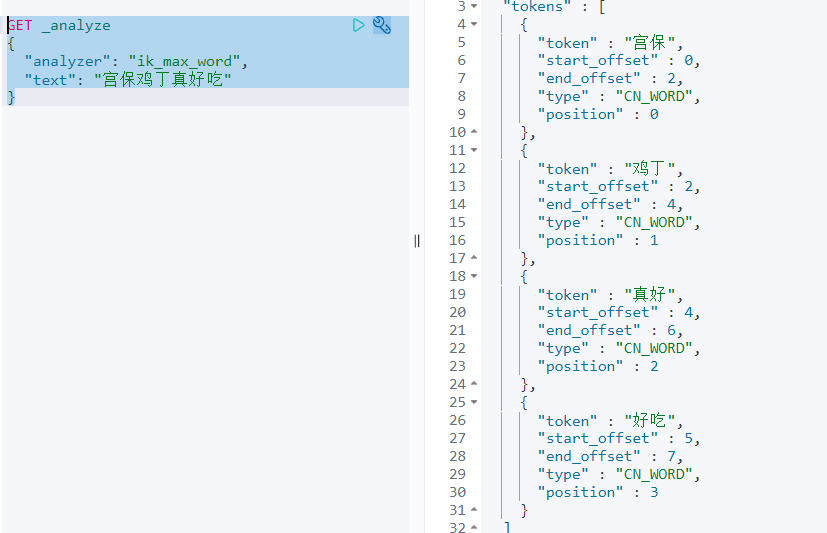 GET _analyze
{
  "analyzer": "ik_max_word",
  "text": "宫保鸡丁真好吃"
}
3 "tokens" : [
4 {
5 "token" : "宫保",
6 "start_offset" : 0,
7 "end_offset" : 2,
8 "type" : "CN_WORD",
9 "position" : 0
10 },
11 {
12 "token" : "鸡丁",
13 "start_offset" : 2,
14 "end_offset" : 4,
15 "type" : "CN_WORD",
16 "position" : 1
17 },
18 {
19 "token" : "真好",
20 "start_offset" : 4,
21 "end_offset" : 6,
22 "type" : "CN_WORD",
23 "position" : 2
24 },
25 {
26 "token" : "好吃",
27 "start_offset" : 5,
28 "end_offset" : 7,
29 "type" : "CN_WORD",
30 "position" : 3
31 }
32 ]